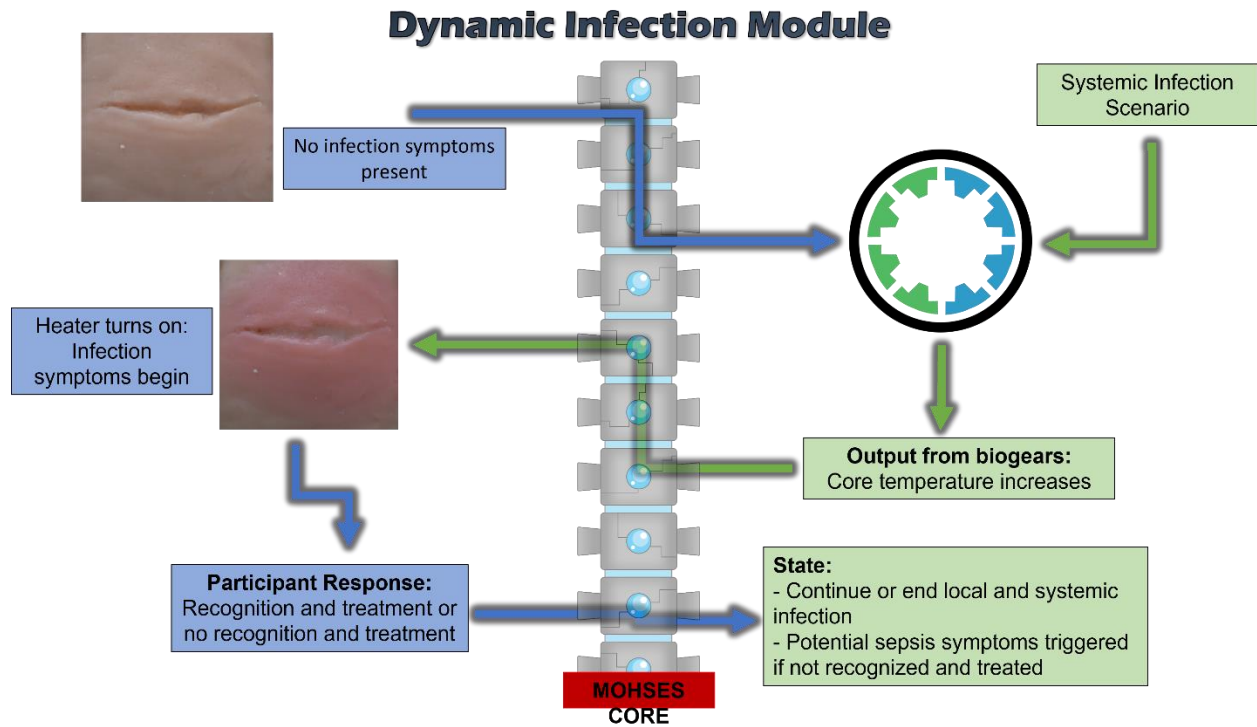 Dynamic Infection Module
No infection symptoms
present
Systemic Infection
Scenario
Heater turns on:
Infection
symptoms begin
Output from biogears:
Core temperature increases
Participant Response:
Recognition and treatment or
no recognition and treatment
State:
- Continue or end local and systemic
infection
- Potential sepsis symptoms triggered
if not recognized and treated
MOHSES
CORE